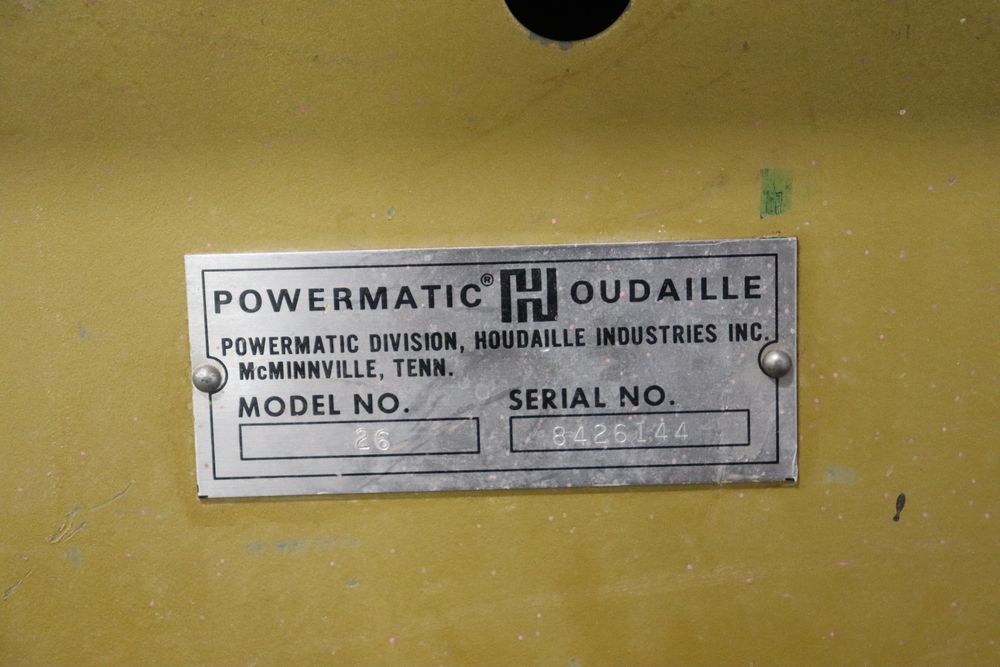 POWERMATIC® HOUDAILLE
POWERMATIC DIVISION, HOUDAILLE INDUSTRIES INC.
McMINNVILLE, TENN.
MODEL NO. SERIAL NO.
26 8426144